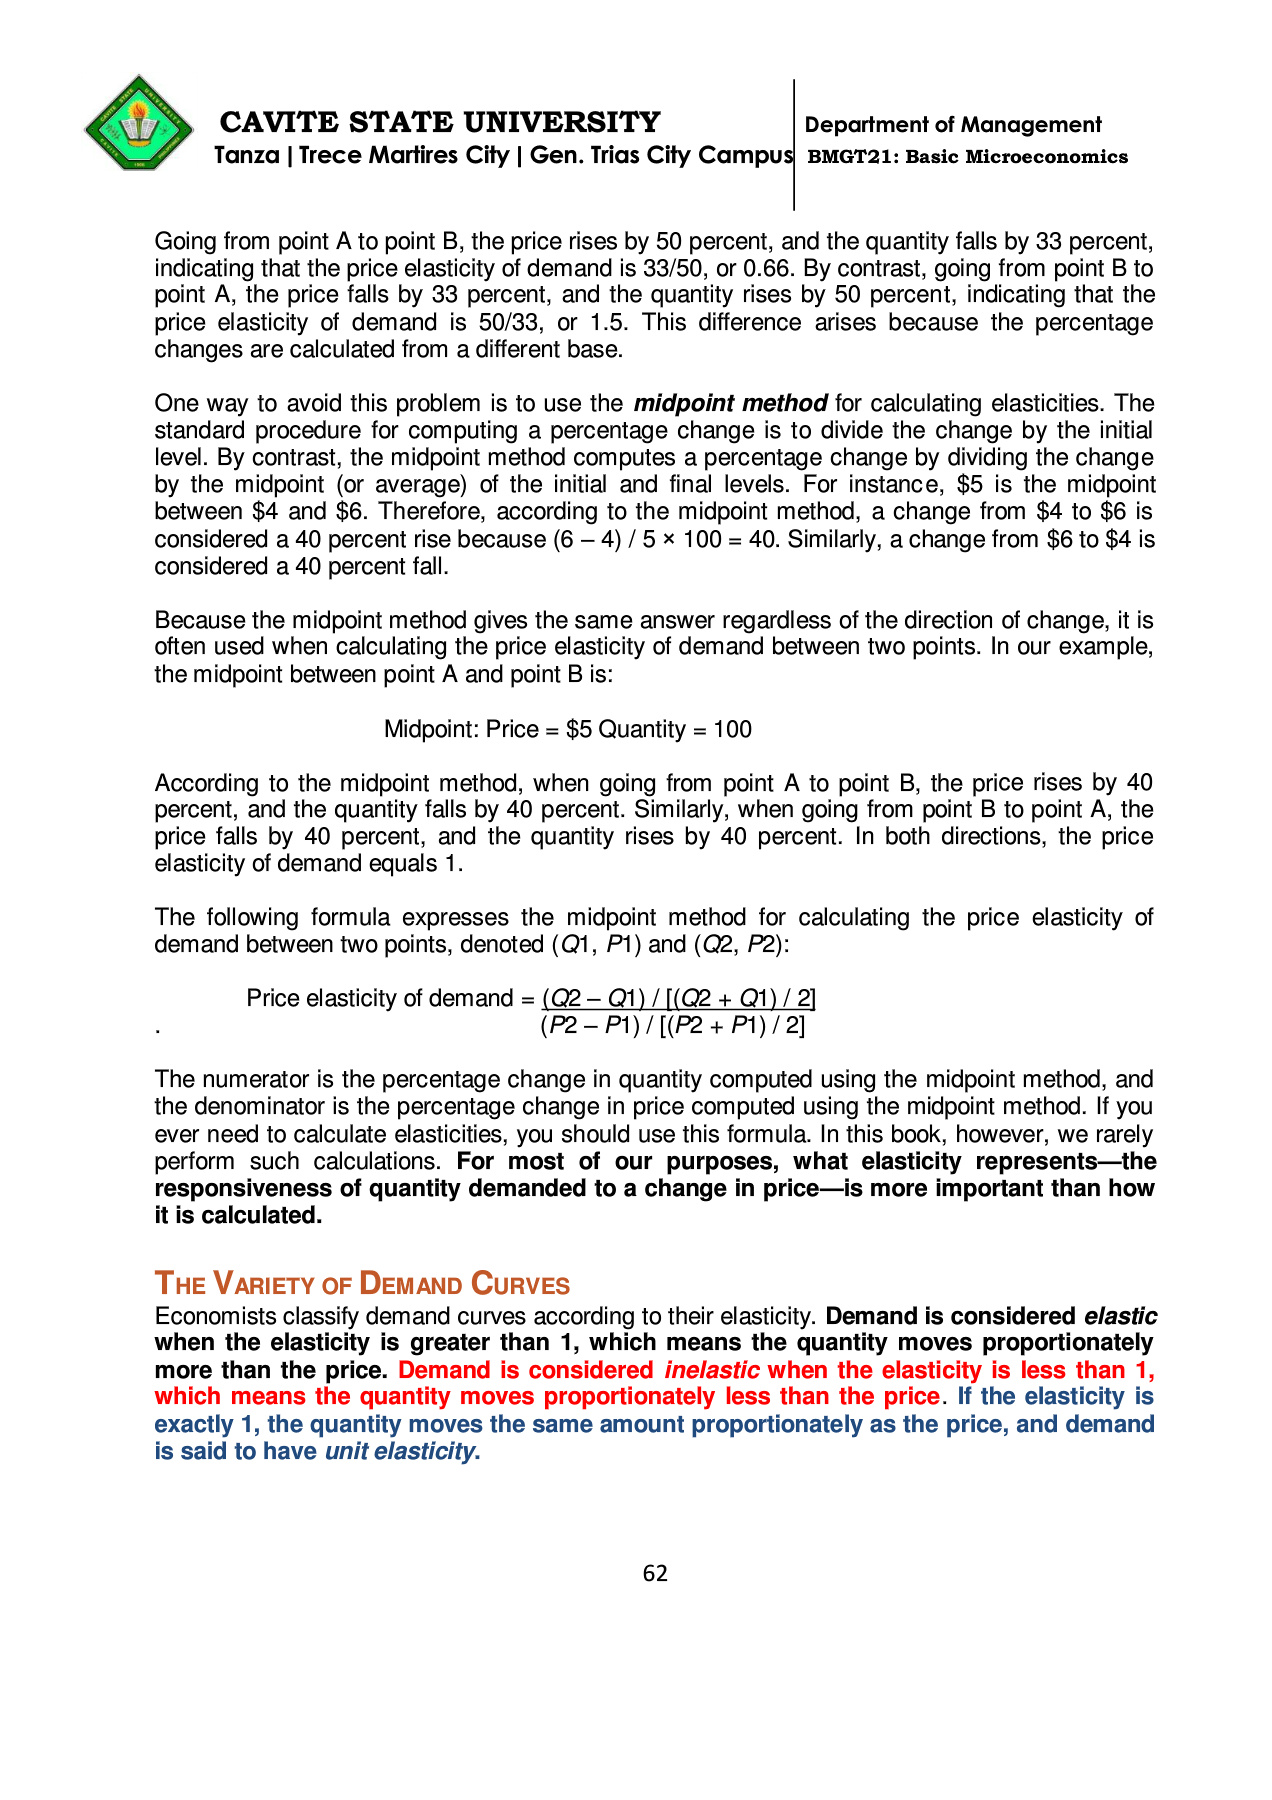 CAVITE STATE UNIVERSITY
Tanza | Trece Martires City | Gen. Trias City Campus
Department of Management
BMGT21: Basic Microeconomics
Going from point A to point B, the price rises by 50 percent, and the quantity falls by 33 percent,
indicating that the price elasticity of demand is 33/50, or 0.66. By contrast, going from point B to
point A, the price falls by 33 percent, and the quantity rises by 50 percent, indicating that the
price elasticity of demand is 50/33, or 1.5. This difference arises because the percentage
changes are calculated from a different base.
One way to avoid this problem is to use the midpoint method for calculating elasticities. The
standard procedure for computing a percentage change is to divide the change by the initial
level. By contrast, the midpoint method computes a percentage change by dividing the change
by the midpoint (or average) of the initial and final levels. For instance, $5 is the midpoint
between $4 and $6. Therefore, according to the midpoint method, a change from $4 to $6 is
considered a 40 percent rise because (6 – 4) / 5 × 100 = 40. Similarly, a change from $6 to $4 is
considered a 40 percent fall.
Because the midpoint method gives the same answer regardless of the direction of change, it is
often used when calculating the price elasticity of demand between two points. In our example,
the midpoint between point A and point B is:
Midpoint: Price = $5 Quantity = 100
According to the midpoint method, when going from point A to point B, the price rises by 40
percent, and the quantity falls by 40 percent. Similarly, when going from point B to point A, the
price falls by 40 percent, and the quantity rises by 40 percent. In both directions, the price
elasticity of demand equals 1.
The following formula expresses the midpoint method for calculating the price elasticity of
demand between two points, denoted (Q1, P1) and (Q2, P2):
Price elasticity of demand = (Q2 – Q1) / [(Q2 + Q1) / 2]
. (P2 – P1) / [(P2 + P1) / 2]
The numerator is the percentage change in quantity computed using the midpoint method, and
the denominator is the percentage change in price computed using the midpoint method. If you
ever need to calculate elasticities, you should use this formula. In this book, however, we rarely
perform such calculations. For most of our purposes, what elasticity represents—the
responsiveness of quantity demanded to a change in price—is more important than how
it is calculated.
THE VARIETY OF DEMAND CURVES
Economists classify demand curves according to their elasticity. Demand is considered elastic
when the elasticity is greater than 1, which means the quantity moves proportionately
more than the price. Demand is considered inelastic when the elasticity is less than 1,
which means the quantity moves proportionately less than the price. If the elasticity is
exactly 1, the quantity moves the same amount proportionately as the price, and demand
is said to have unit elasticity.
62